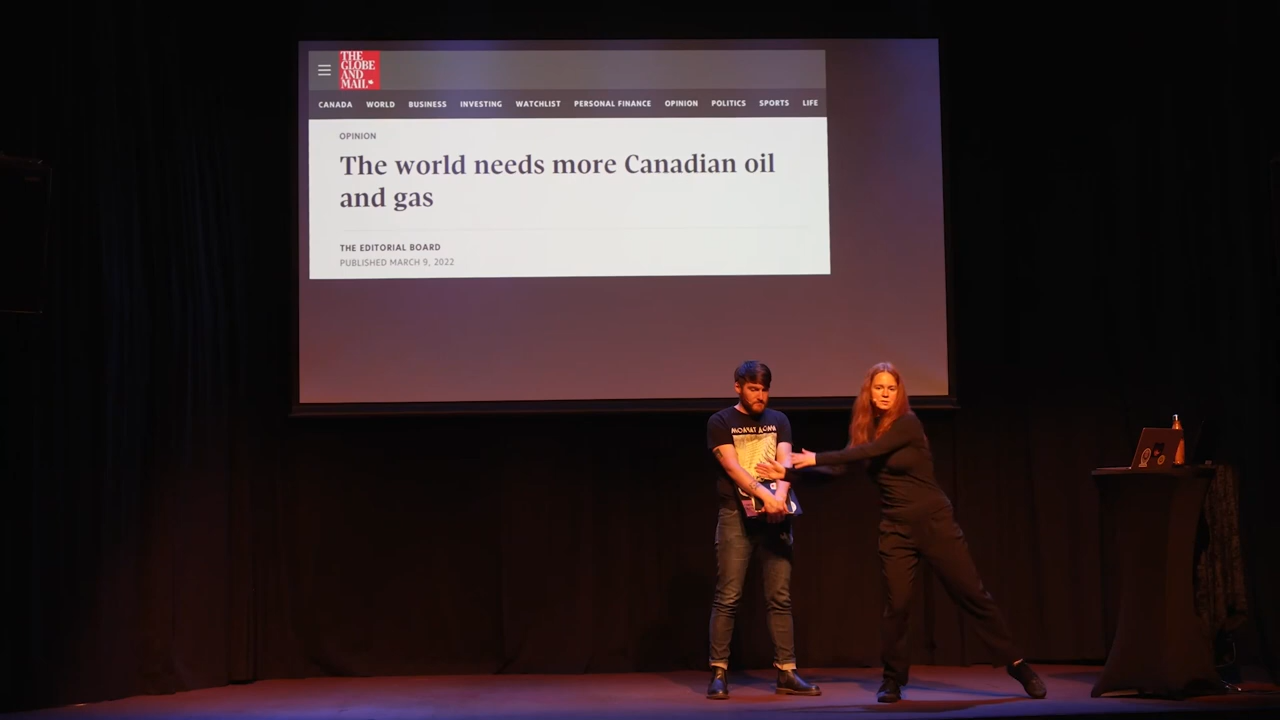 THE
GLOBE
AND
MAIL
CANADA WORLD BUSINESS INVESTING WATCHLIST PERSONAL FINANCE OPINION POLITICS SPORTS LIFE
OPINION
The world needs more Canadian oil
and gas
THE EDITORIAL BOARD
PUBLISHED MARCH 9, 2022